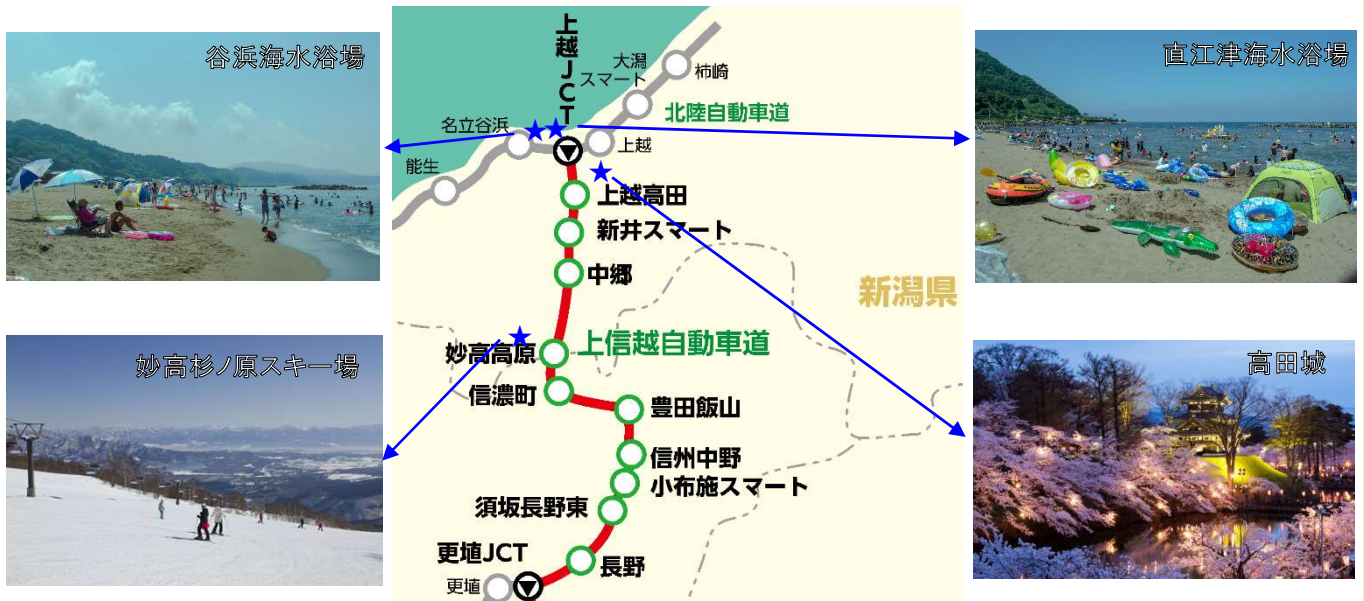 谷浜海水浴場
直江津海水浴場
上越JCT
大潟
スマート
柿崎
北陸自動車道
名立谷浜
上越
能生
上越高田
新井スマート
中郷
新潟県
上信越自動車道
妙高高原
信濃町
豊田飯山
信州中野
小布施スマート
須坂長野東
更埴JCT
長野
更埴
妙高杉ノ原スキー場
高田城